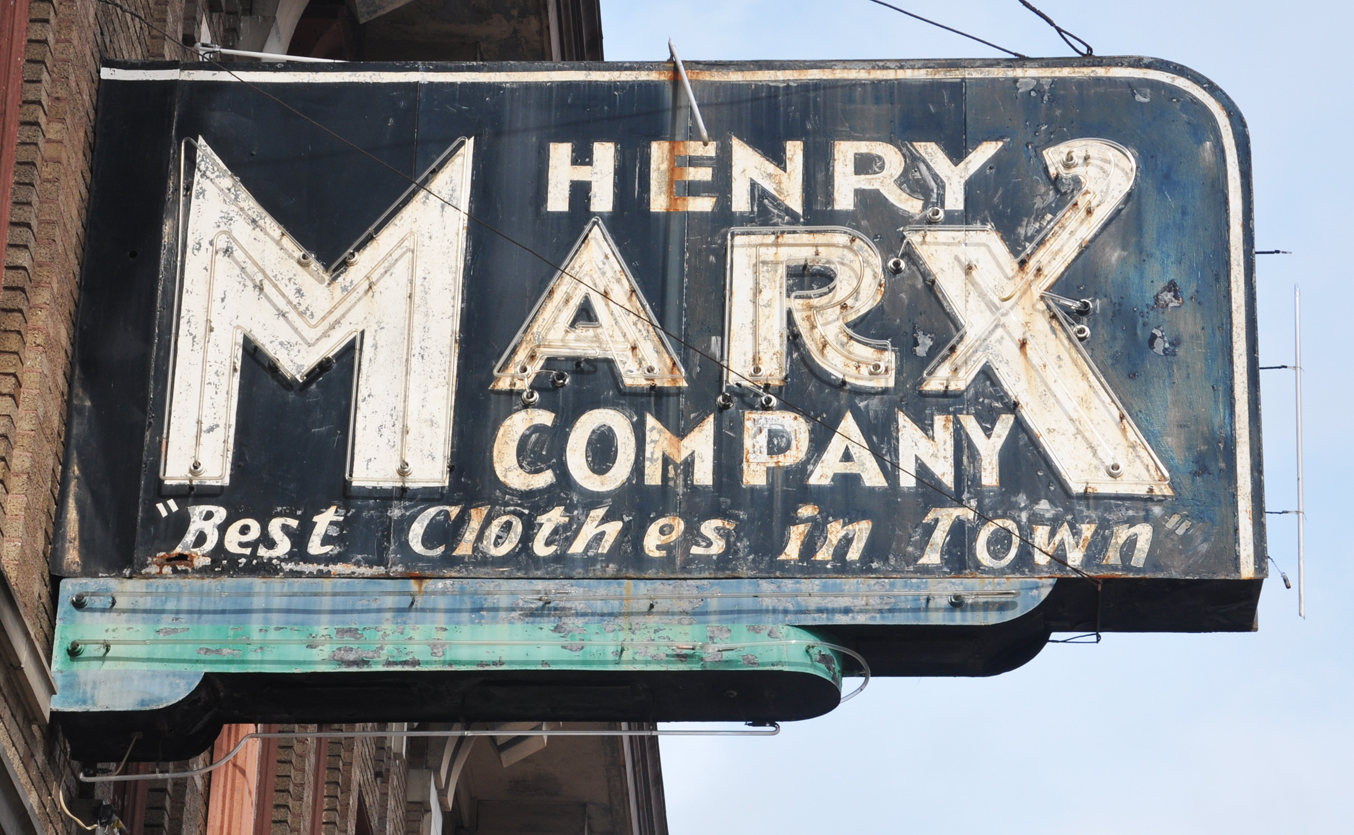 HENRY
MARX
COMPANY
"Best Clothes in Town"